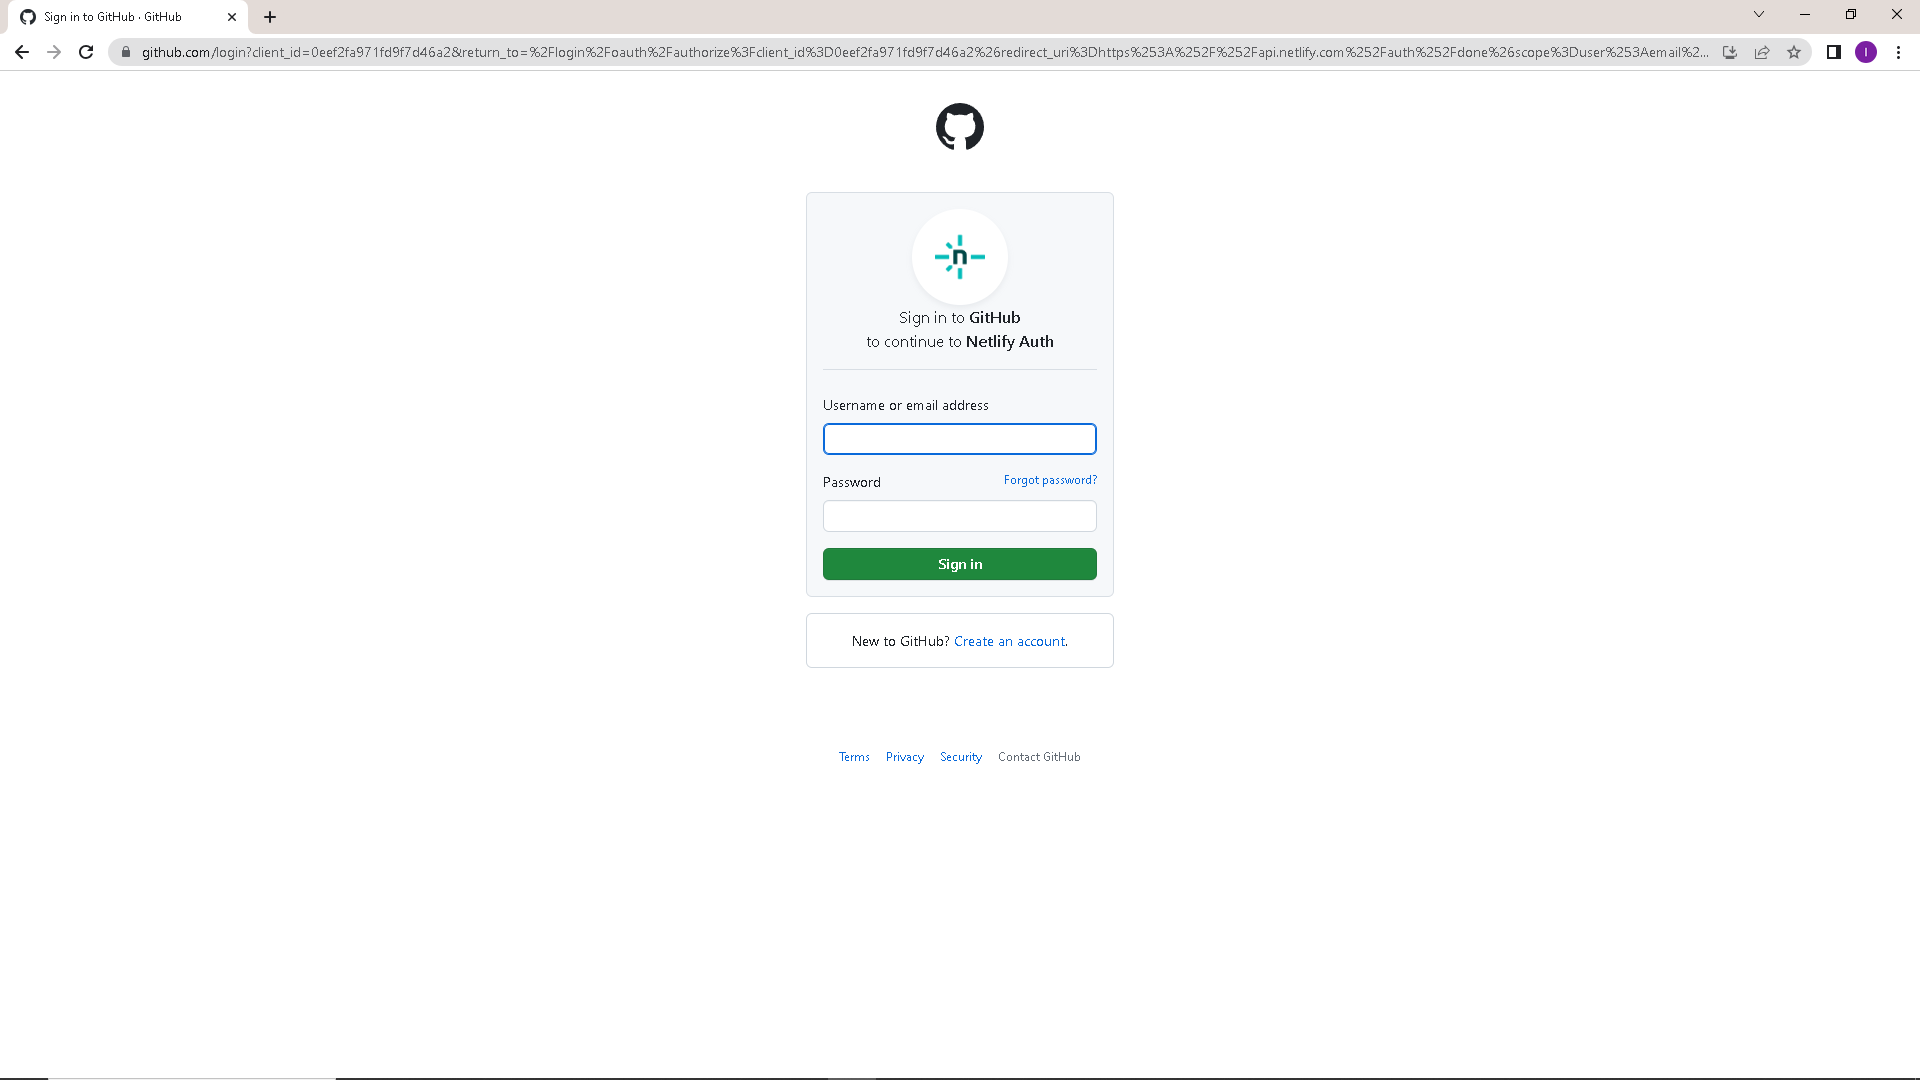 Sign in to GitHub · GitHub
github.com/login?client_id=0eef2fa971fd9f7d46a2&return_to=%2Flogin%2Foauth%2Fauthorize%3Fclient_id%3D0eef2fa971fd9f7d46a2%26redirect_uri%3Dhttps%253A%252F%252Fapi.netlify.com%252Fauth%252Fdone%26scope%3Duser%253Aemail%2...
I
n
Sign in to GitHub
to continue to Netlify Auth
Username or email address
Password
Forgot password?
Sign in
New to GitHub? Create an account.
Terms
Privacy
Security
Contact GitHub